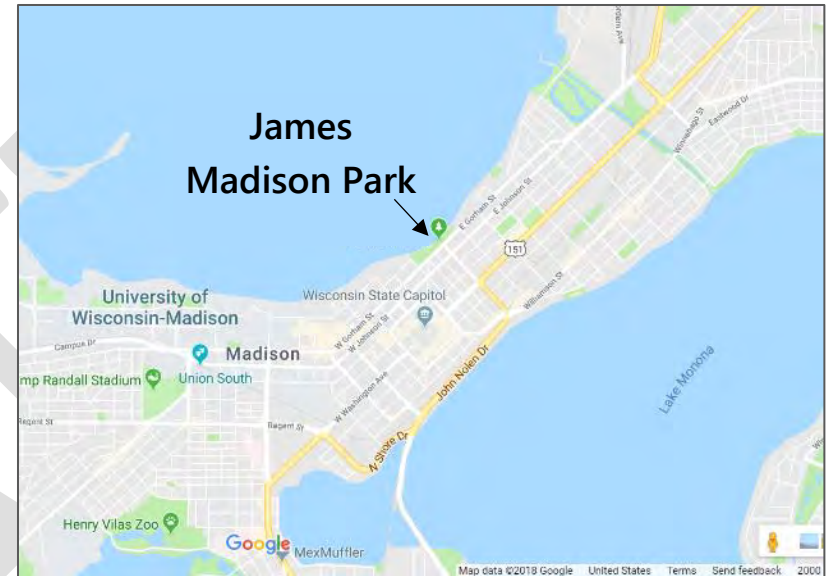 James
Madison Park
E Gorham St
E Johnson St
Eastwood Dr
Winnebago St
151
University of
Wisconsin-Madison
Wisconsin State Capitol
Williamson St
W Gorham St
W Johnson St
Campus Dr
Madison
mp Randall Stadium
Union South
John Nolen Dr
Lake Monona
W Washington Ave
Regent St
Regent St
N Shore Dr
Henry Vilas Zoo
Google
MexMuffler
Map data ©2018 Google United States Terms Send feedback 2000